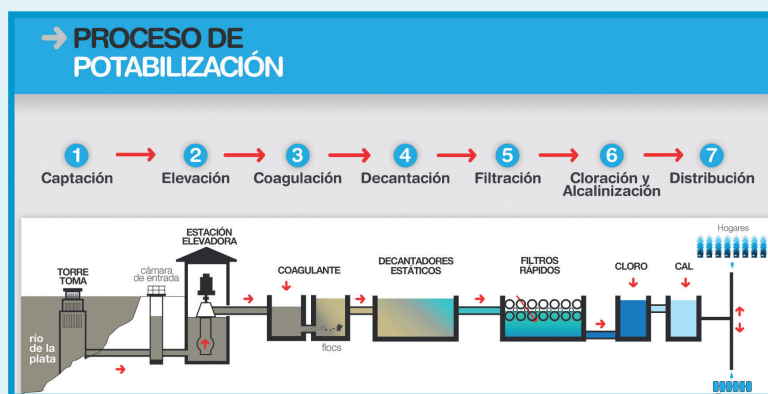 PROCESO DE
POTABILIZACIÓN
1
2
3
4
5
6
7
Captación
Elevación
Coagulación
Decantación
Filtración
Cloración y
Alcalinización
Distribución
ESTACIÓN
ELEVADORA
TORRE
TOMA
cámara
de entrada
COAGULANTE
DECANTADORES
ESTÁTICOS
FILTROS
RÁPIDOS
CLORO
CAL
Hogares
río
de la
plata
flocs